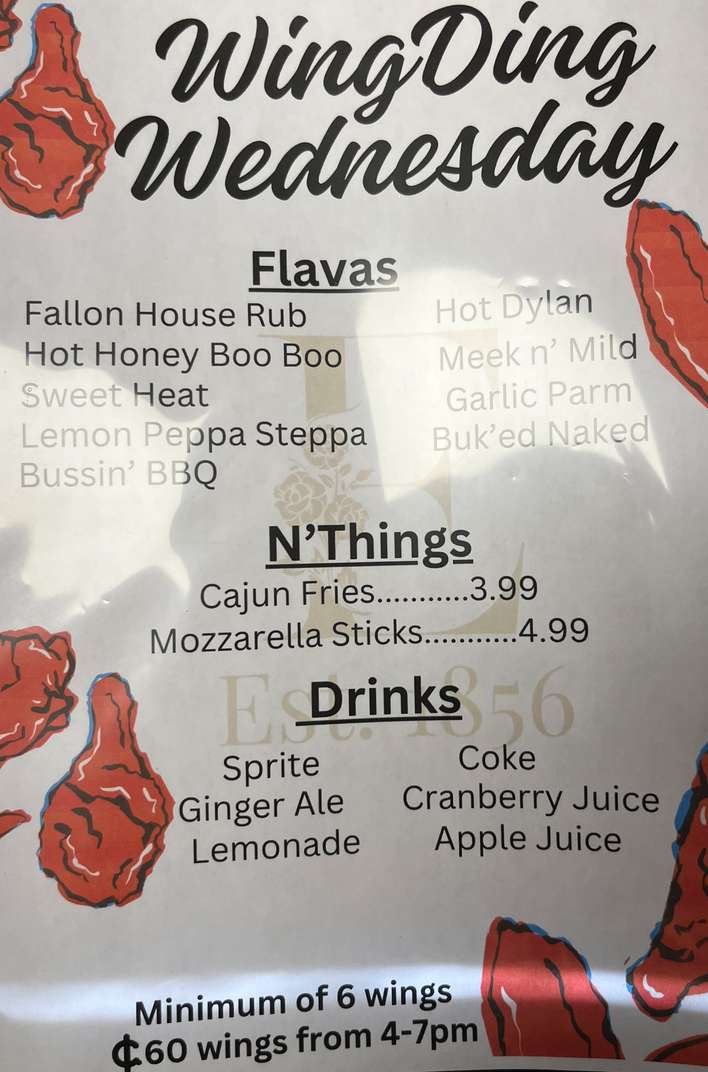 WingDing
Wednesday
Flavas
Fallon House Rub
Hot Honey Boo Boo
Sweet Heat
Lemon Peppa Steppa
Bussin' BBQ
Hot Dylan
Meek n' Mild
Garlic Parm
Buk'ed Naked
N'Things
Cajun Fries...........3.99
Mozzarella Sticks...........4.99
E
Est. 1856
Drinks
Sprite
Ginger Ale
Lemonade
Coke
Cranberry Juice
Apple Juice
Minimum of 6 wings
₵60 wings from 4-7pm